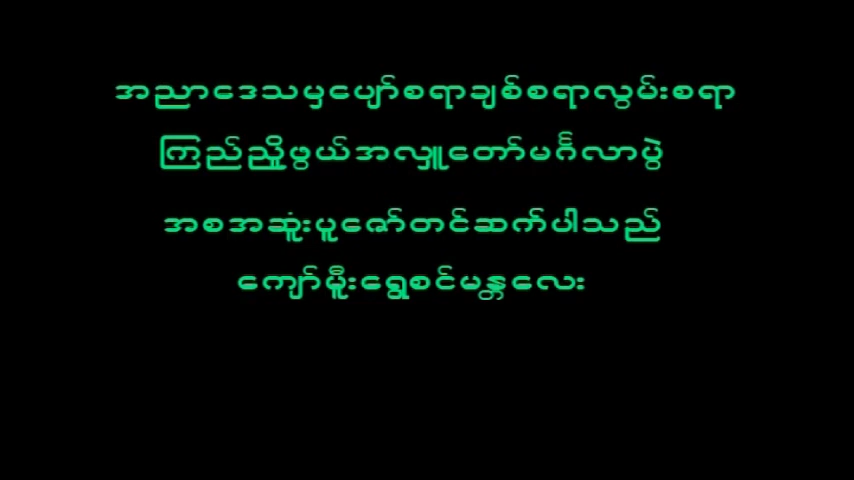 အညာဒေသမှပျော်စရာချစ်စရာလွမ်းစရာ
ကြည်ညှို့ဖွယ်အလှူတော်မင်္ဂလာပွဲ
အစအဆုံးပူဇော်တင်ဆက်ပါသည်
ကျော်မှီးရွှေစင်မန္တလေး